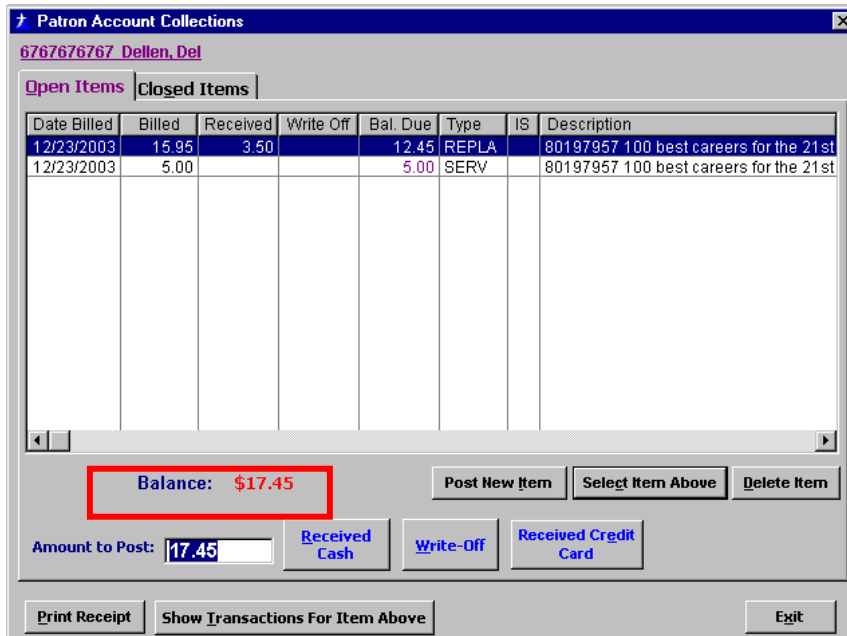 Patron Account Collections
6767676767 Dellen, Del
Open Items Closed Items
Date Billed Billed Received Write Off Bal. Due Type IS Description
12/23/2003 15.95 3.50 12.45 REPLA 80197957 100 best careers for the 21st
12/23/2003 5.00 5.00 SERV 80197957 100 best careers for the 21st
Balance: $17.45 Post New Item Select Item Above Delete Item
Amount to Post: 17.45 Received Cash Write-Off Received Credit Card
Print Receipt Show Transactions For Item Above Exit